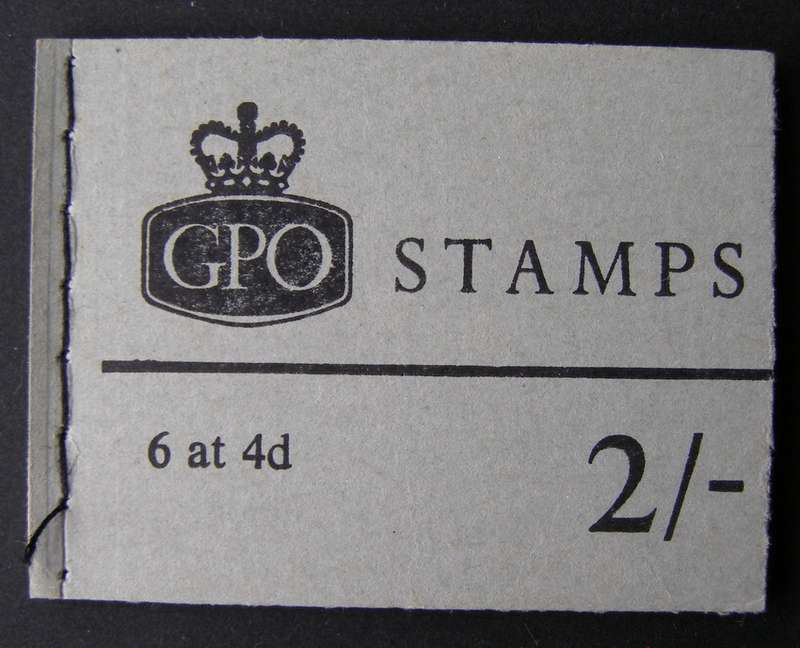 GPO STAMPS
6 at 4d
2/-